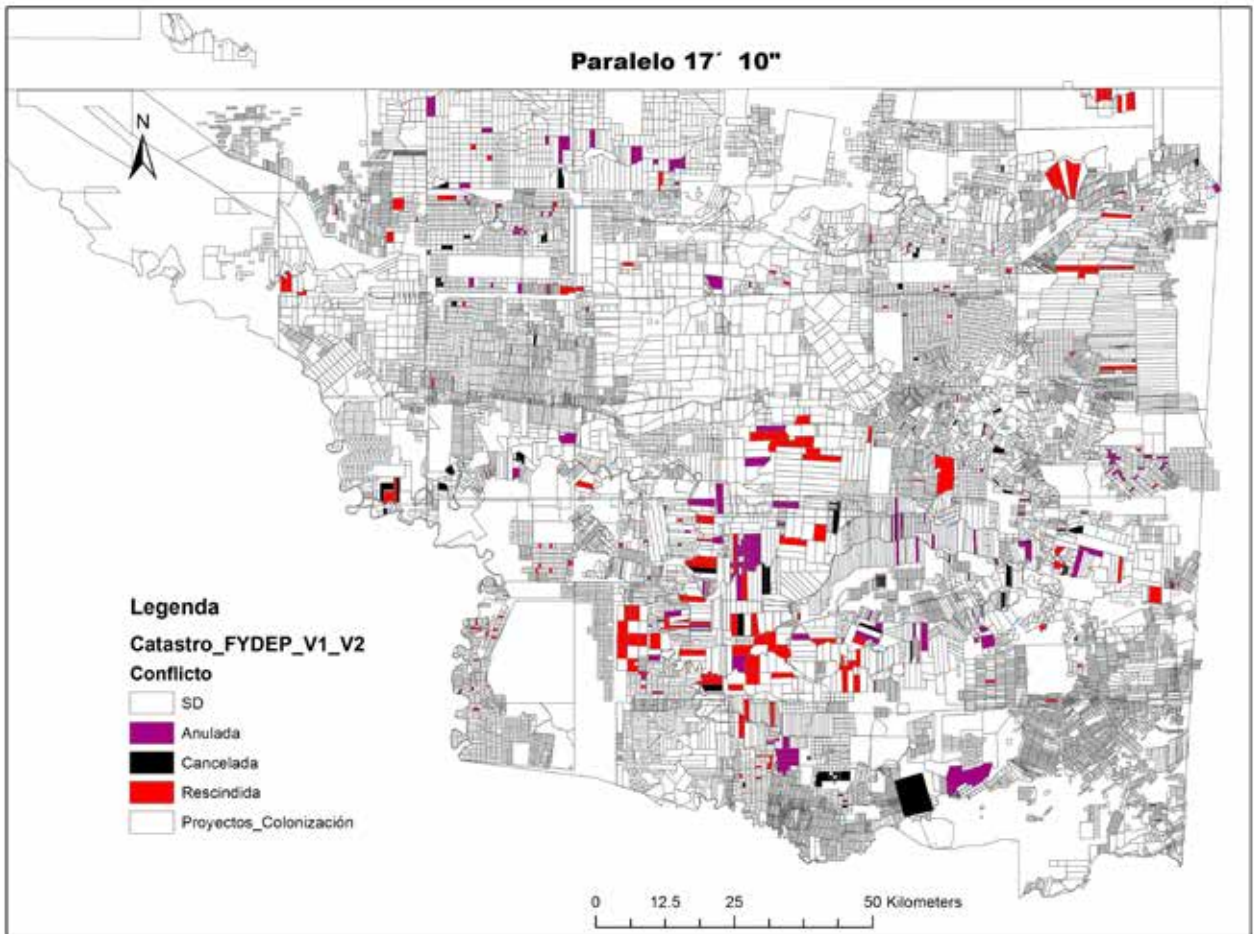 Paralelo 17´ 10"
N
Legenda
Catastro_FYDEP_V1_V2
Conflicto
SD
Anulada
Cancelada
Rescindida
Proyectos_Colonización
0 12.5 25 50 Kilometers